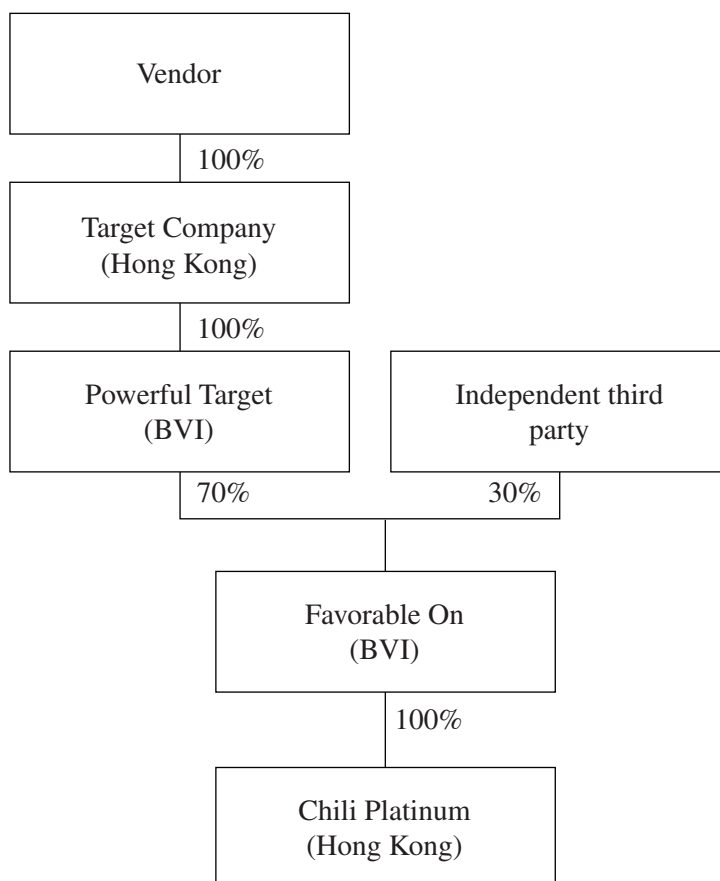 Vendor
100%
Target Company
(Hong Kong)
100%
Powerful Target
(BVI)
Independent third
party
70%
30%
Favorable On
(BVI)
100%
Chili Platinum
(Hong Kong)